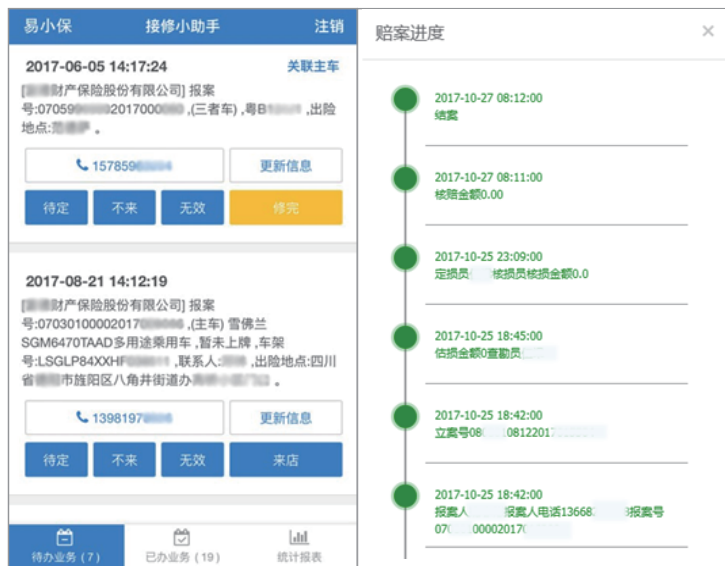 易小保 接修小助手 注销
2017-06-05 14:17:24 关联主车
[财产保险股份有限公司] 报案
号:07059 2017000 ,(三者车) ,粤B ,出险
地点: 。
157859 更新信息
待定 不来 无效 修完
2017-08-21 14:12:19
[财产保险股份有限公司] 报案
号:07030100002017 ,(主车) 雪佛兰
SGM6470TAAD多用途乘用车 ,暂未上牌 ,车架
号:LSGLP84XXHF ,联系人: ,出险地点:四川
省 市旌阳区八角井街道办 。
1398197 更新信息
待定 不来 无效 来店
待办业务 (7) 已办业务 (19) 统计报表
赔案进度 ×
2017-10-27 08:12:00
结案
2017-10-27 08:11:00
核赔金额0.00
2017-10-25 23:09:00
定损员 核损员核损金额0.0
2017-10-25 18:45:00
估损金额0查勘员
2017-10-25 18:42:00
立案号08 0812201
2017-10-25 18:42:00
报案人 报案人电话13668 报案号
07 00002017